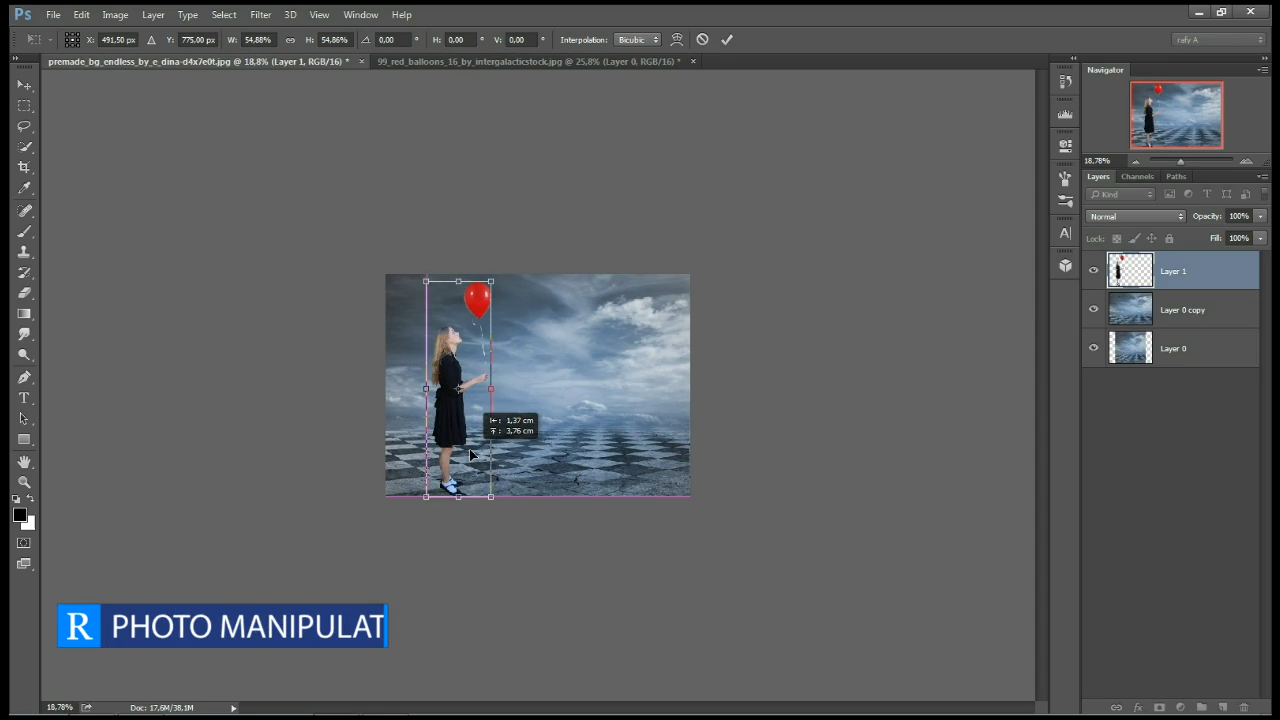 Ps File Edit Image Layer Type Select Filter 3D View Window Help
X: 491,50 px Y: 775,00 px W: 54,88% H: 54,86% 0,00 ° H: 0,00 ° V: 0,00 ° Interpolation: Bicubic rafy A
premade_bg_endless_by_e_dina-d4x7e0t.jpg @ 18,8% (Layer 1, RGB/16) * × 99_red_balloons_16_by_intergalacticstock.jpg @ 25,8% (Layer 0, RGB/16) * ×
Navigator
18,78%
Layers Channels Paths
Kind
Normal Opacity: 100%
Lock: Fill: 100%
Layer 1
Layer 0 copy
Layer 0
1,37 cm
3,76 cm
R PHOTO MANIPULAT
18,78% Doc: 17,6M/38,1M